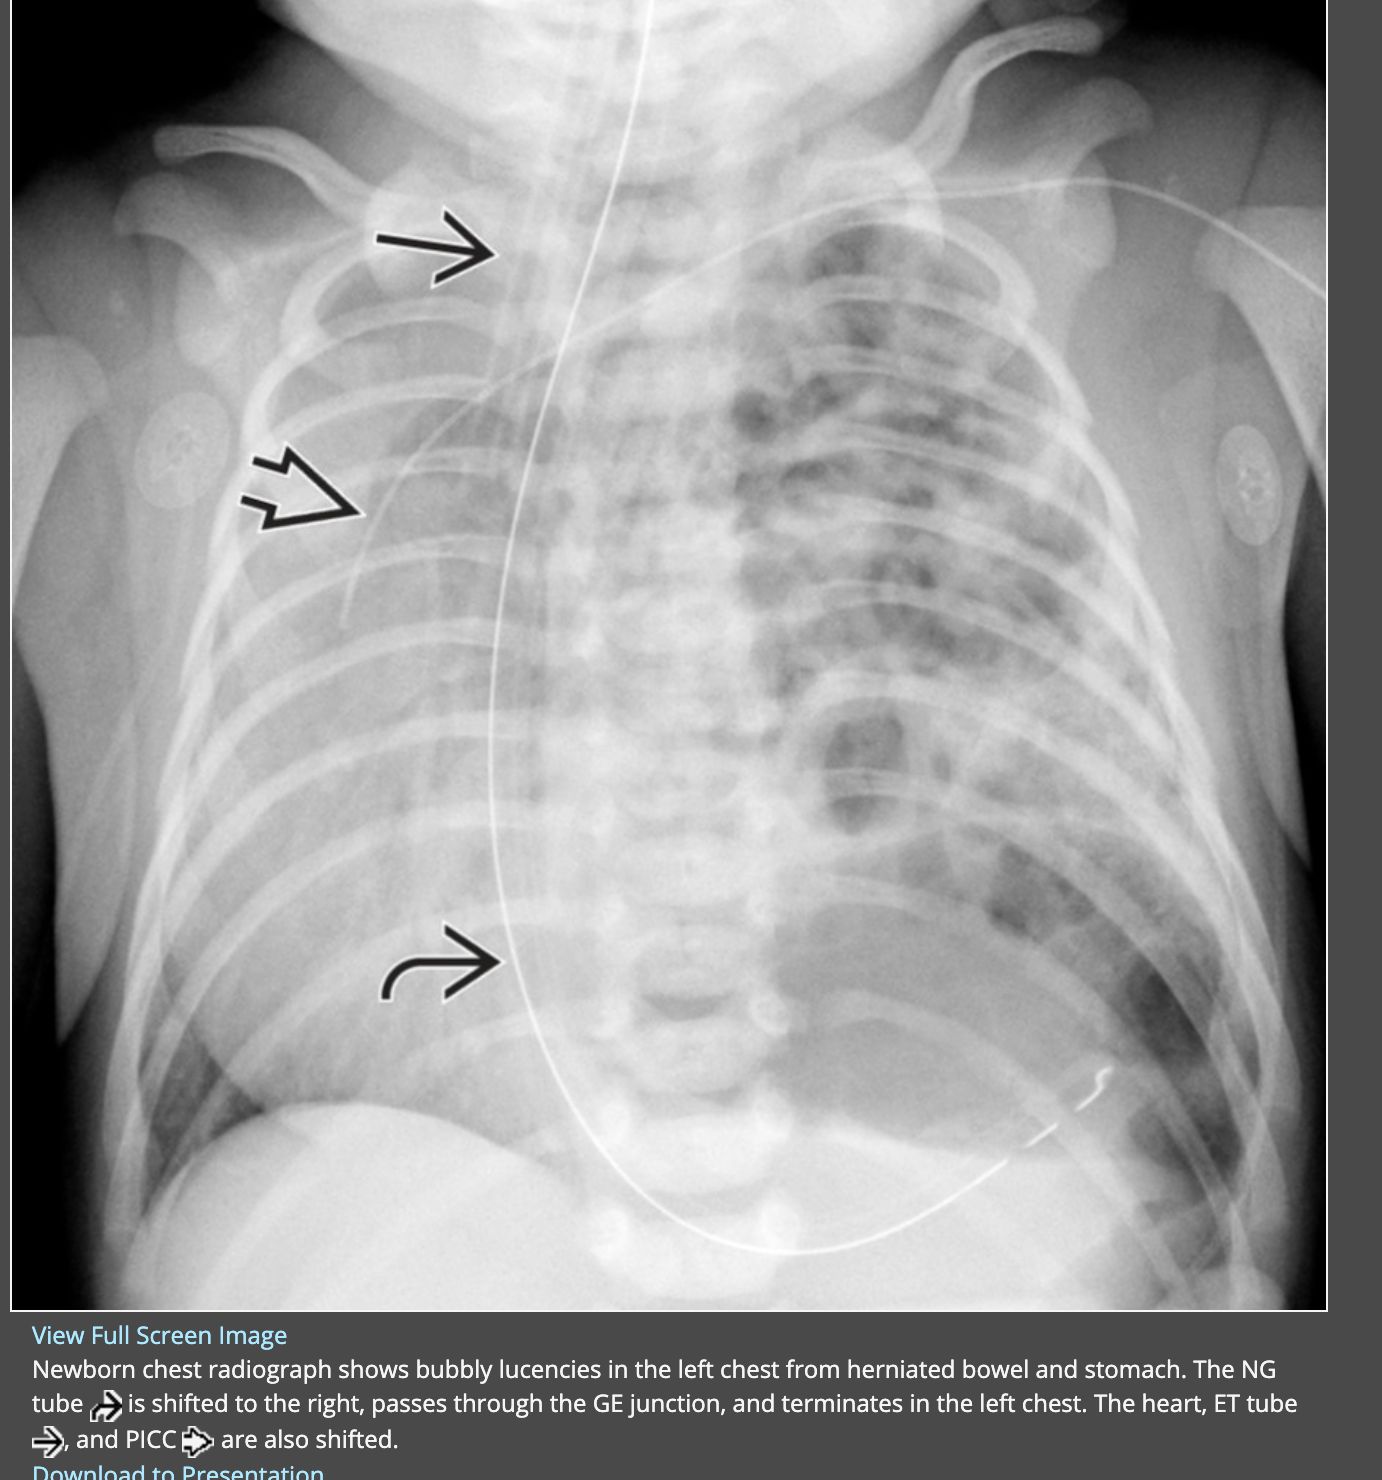 View Full Screen Image
Newborn chest radiograph shows bubbly lucencies in the left chest from herniated bowel and stomach. The NG
tube is shifted to the right, passes through the GE junction, and terminates in the left chest. The heart, ET tube
, and PICC are also shifted.
Download to Presentation